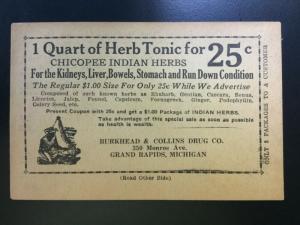 1 Quart of Herb Tonic for 25c
CHICOPEE INDIAN HERBS
For the Kidneys, Liver, Bowels, Stomach and Run Down Condition
The Regular $1.00 Size For Only 25c While We Advertise
Composed of such known herbs as Rhubarb, Gentian, Cascara, Senna,
Licorice, Jalep, Fennel, Capsicum, Fenugreek, Ginger, Podophyllin,
Celery Seed, etc.
Present Coupon with 25c and get a $1.00 Package of INDIAN HERBS.
Take advantage of this special sale as soon as possible
as health is wealth.
BURKHEAD & COLLINS DRUG CO.
350 Monroe Ave.
GRAND RAPIDS, MICHIGAN
(Read Other Side)
ONLY 5 PACKAGES TO A CUSTOMER